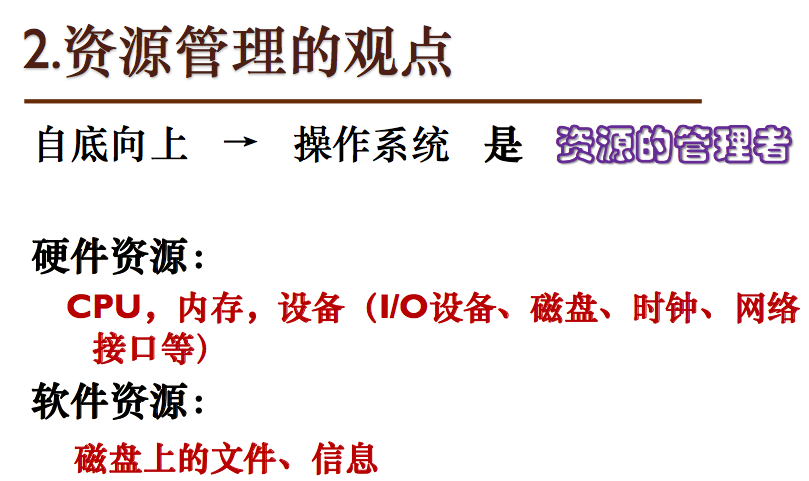 2.资源管理的观点
自底向上 → 操作系统 是 资源的管理者
硬件资源：
CPU，内存，设备（I/O设备、磁盘、时钟、网络
接口等）
软件资源：
磁盘上的文件、信息